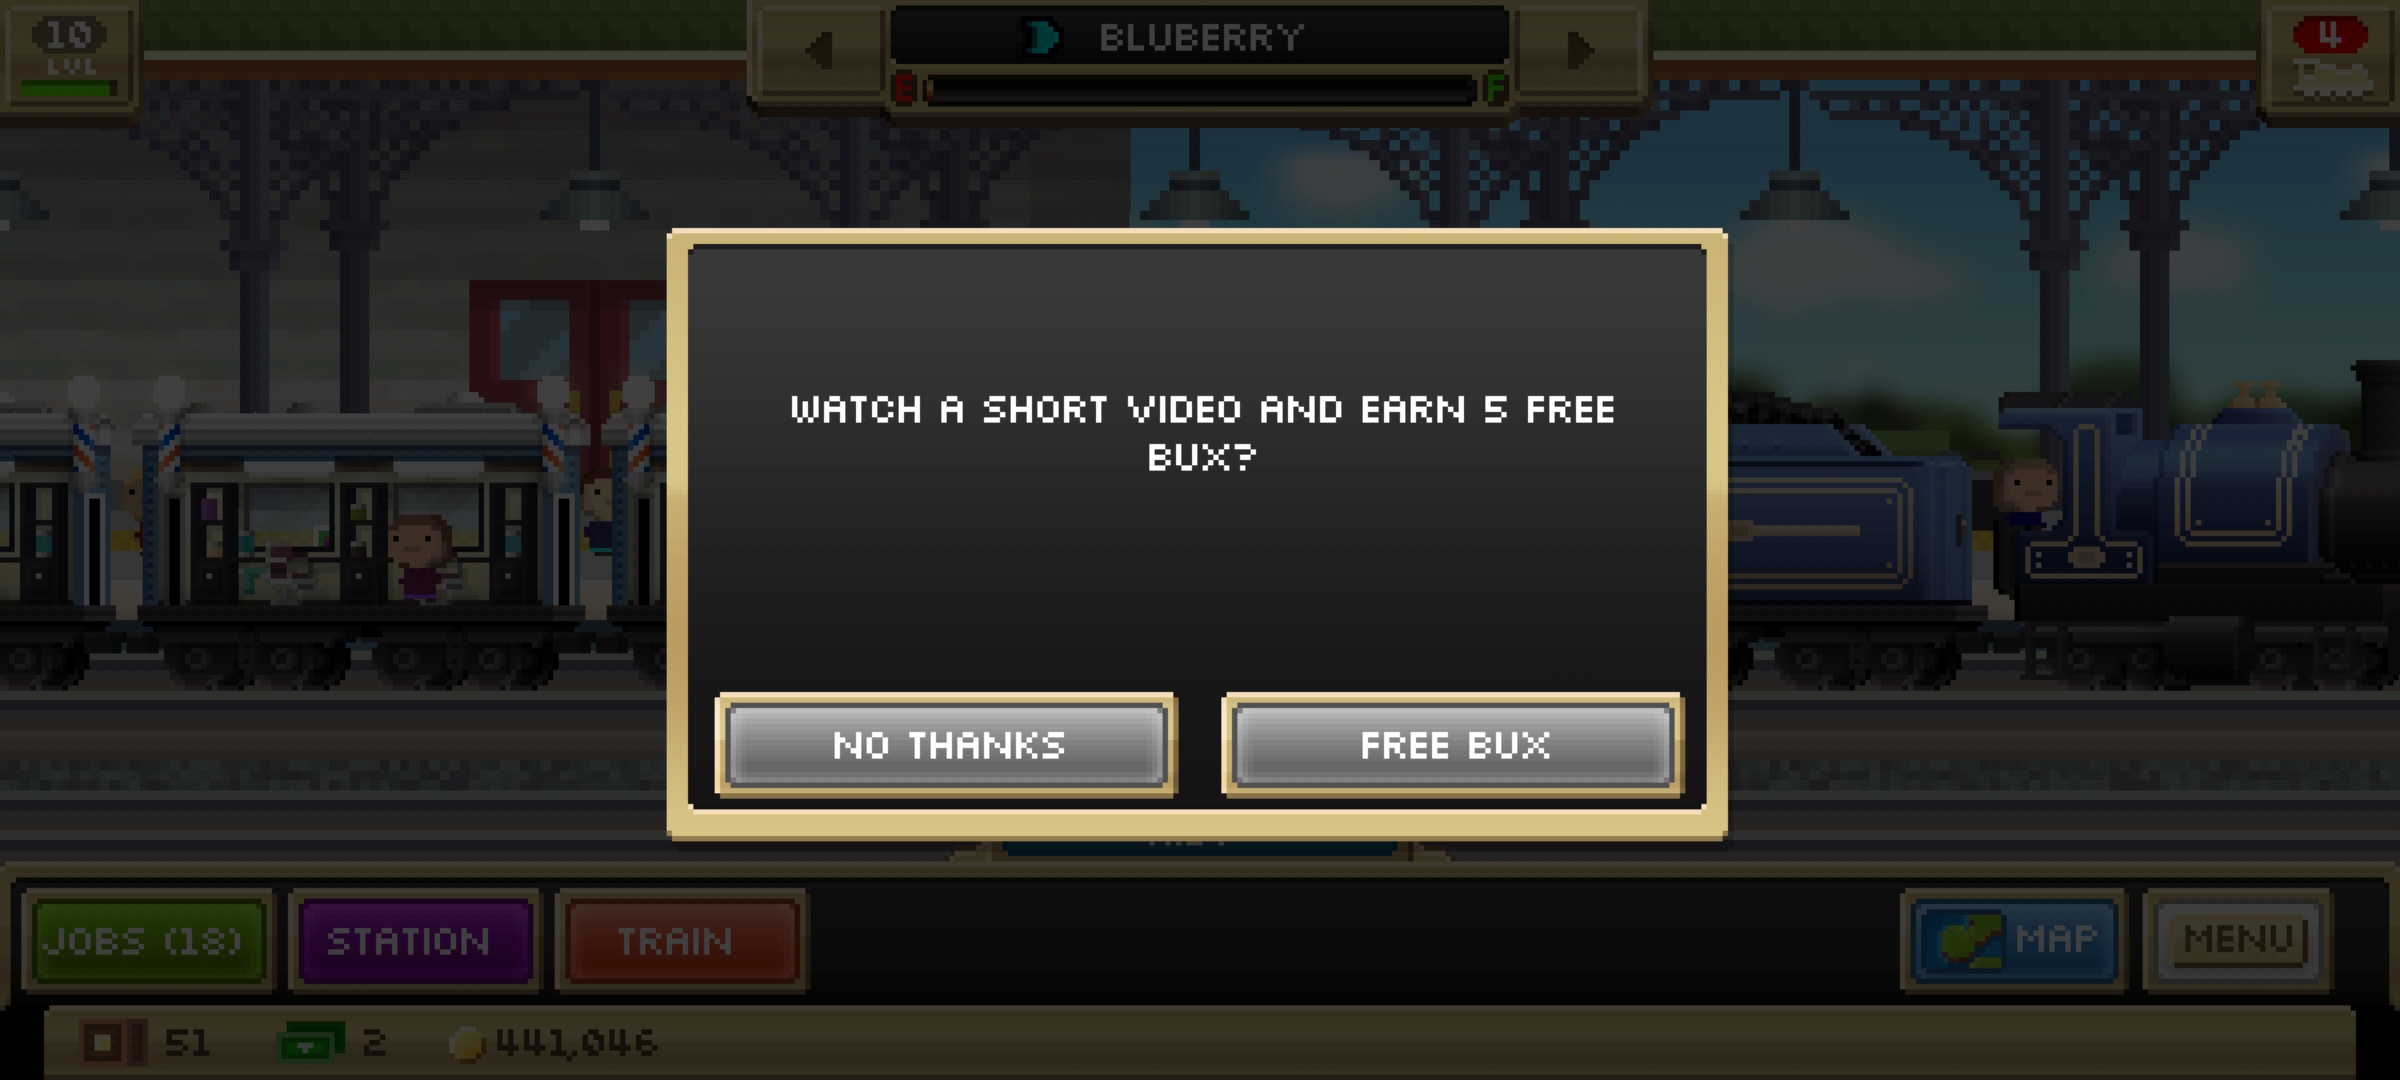 10
LVL
BLUBERRY
E
F
4
WATCH A SHORT VIDEO AND EARN 5 FREE
BUX?
NO THANKS
FREE BUX
JOBS (18)
STATION
TRAIN
MAP
MENU
51
2
441,046